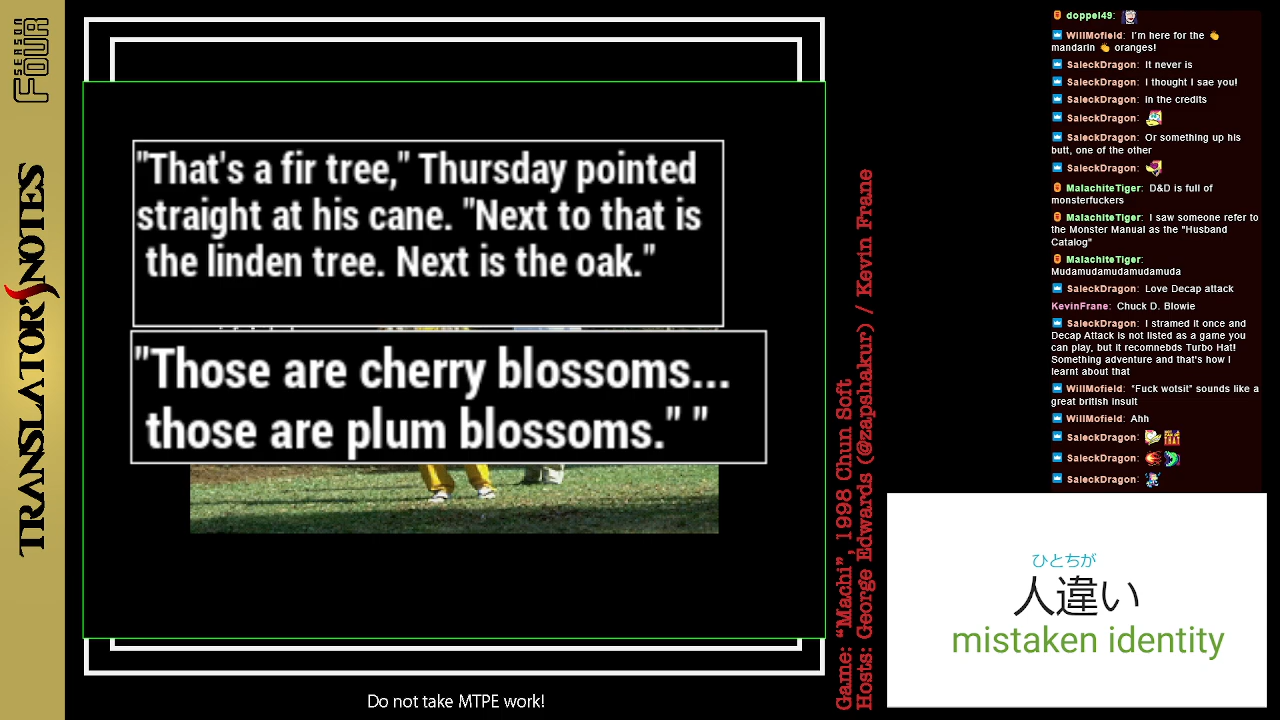 SEASON
FOUR
TRANSLATOR'S NOTES
"That's a fir tree," Thursday pointed
s aight at his cane. "Next to that is
the linden tree. Next is the oak."
"Those are cherry blossoms...
hose are plum blossoms." "
Do not take MTPE work!
Game: "Machi", 1998 Chun Soft
Hosts: George Edwards (@zapshakur) / Kevin Frane
doppel49:
WillMofield: I'm here for the 👏
mandarin 👏 oranges!
SaleckDragon: It never is
SaleckDragon: I thought I sae you!
SaleckDragon: In the credits
SaleckDragon:
SaleckDragon: Or something up his
butt, one of the other
SaleckDragon:
MalachiteTiger: D&D is full of
monsterfuckers
MalachiteTiger: I saw someone refer to
the Monster Manual as the "Husband
Catalog"
MalachiteTiger:
Mudamudamudamudamuda
SaleckDragon: Love Decap attack
KevinFrane: Chuck D. Blowie
SaleckDragon: I stramed it once and
Decap Attack is not listed as a game you
can play, but it recomnebds Turbo Hat!
Something adventure and that's how I
learnt about that
WillMofield: "Fuck wotsit" sounds like a
great british insult
WillMofield: Ahh
SaleckDragon:
SaleckDragon:
SaleckDragon:
ひとちが
人違い
mistaken identity